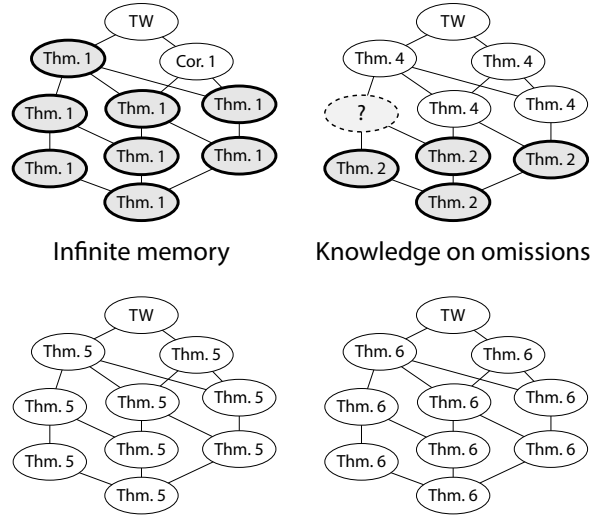 TW TW
Thm. 1 Cor. 1 Thm. 4 Thm. 4
Thm. 1 Thm. 1 Thm. 1 ? Thm. 4 Thm. 4
Thm. 1 Thm. 1 Thm. 1 Thm. 2 Thm. 2 Thm. 2
Thm. 1 Thm. 2
Infinite memory Knowledge on omissions
TW TW
Thm. 5 Thm. 5 Thm. 6 Thm. 6
Thm. 5 Thm. 5 Thm. 5 Thm. 6 Thm. 6 Thm. 6
Thm. 5 Thm. 5 Thm. 5 Thm. 6 Thm. 6 Thm. 6
Thm. 5 Thm. 6